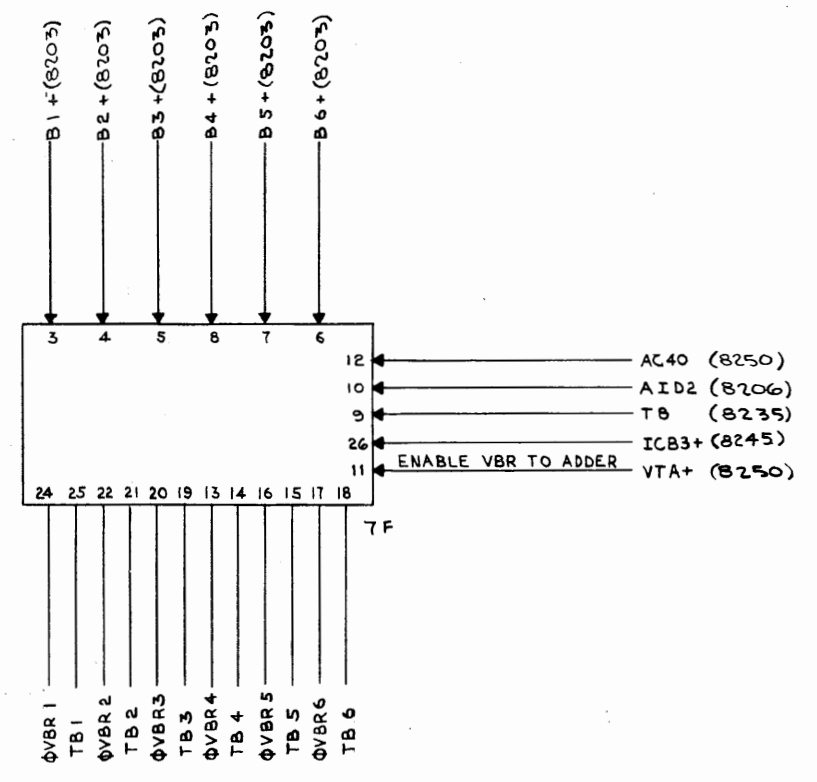 B1+(8203)
B2+(8203)
B3+(8203)
B4+(8203)
B5+(8203)
B6+(8203)
3 4 5 8 7 6
12 AC40 (8250)
10 AID2 (8206)
9 TB (8235)
26 ICB3+ (8245)
11 ENABLE VBR TO ADDER VTA+ (8250)
24 25 22 21 20 19 13 14 16 15 17 18
7F
ΦVBR1
TB1
ΦVBR2
TB2
ΦVBR3
TB3
ΦVBR4
TB4
ΦVBR5
TB5
ΦVBR6
TB6